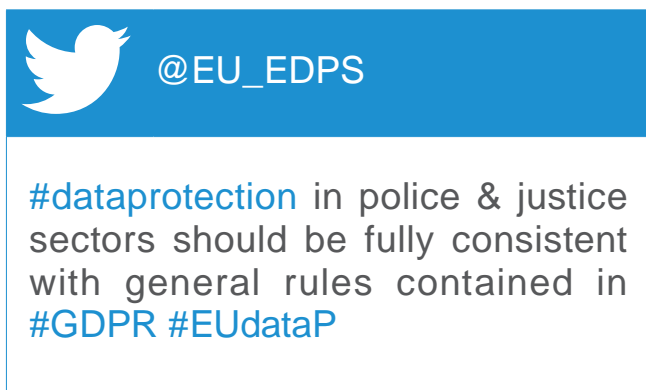 @EU_EDPS
#dataprotection in police & justice
sectors should be fully consistent
with general rules contained in
#GDPR #EUdataP